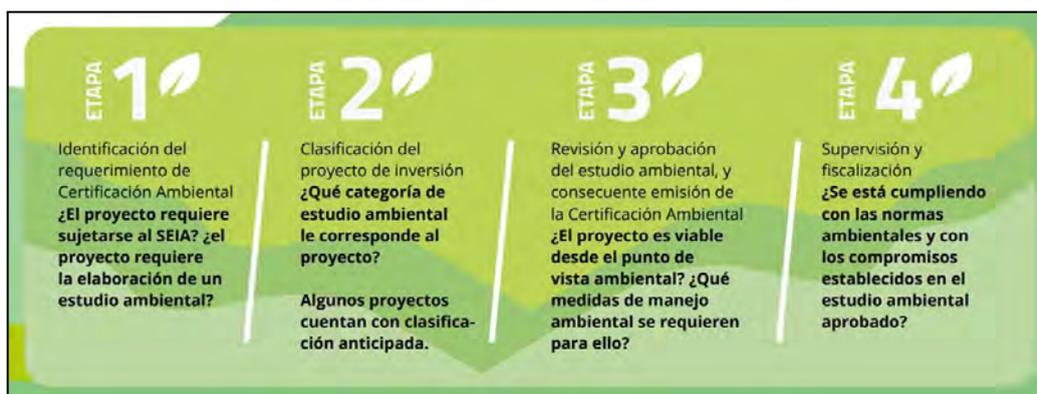 ETAPA 1
Identificación del
requerimiento de
Certificación Ambiental
¿El proyecto requiere
sujetarse al SEIA? ¿el
proyecto requiere
la elaboración de un
estudio ambiental?
ETAPA 2
Clasificación del
proyecto de inversión
¿Qué categoría de
estudio ambiental
le corresponde al
proyecto?
Algunos proyectos
cuentan con clasifica-
ción anticipada.
ETAPA 3
Revisión y aprobación
del estudio ambiental, y
consecuente emisión de
la Certificación Ambiental
¿El proyecto es viable
desde el punto de
vista ambiental? ¿Qué
medidas de manejo
ambiental se requieren
para ello?
ETAPA 4
Supervisión y
fiscalización
¿Se está cumpliendo
con las normas
ambientales y con
los compromisos
establecidos en el
estudio ambiental
aprobado?